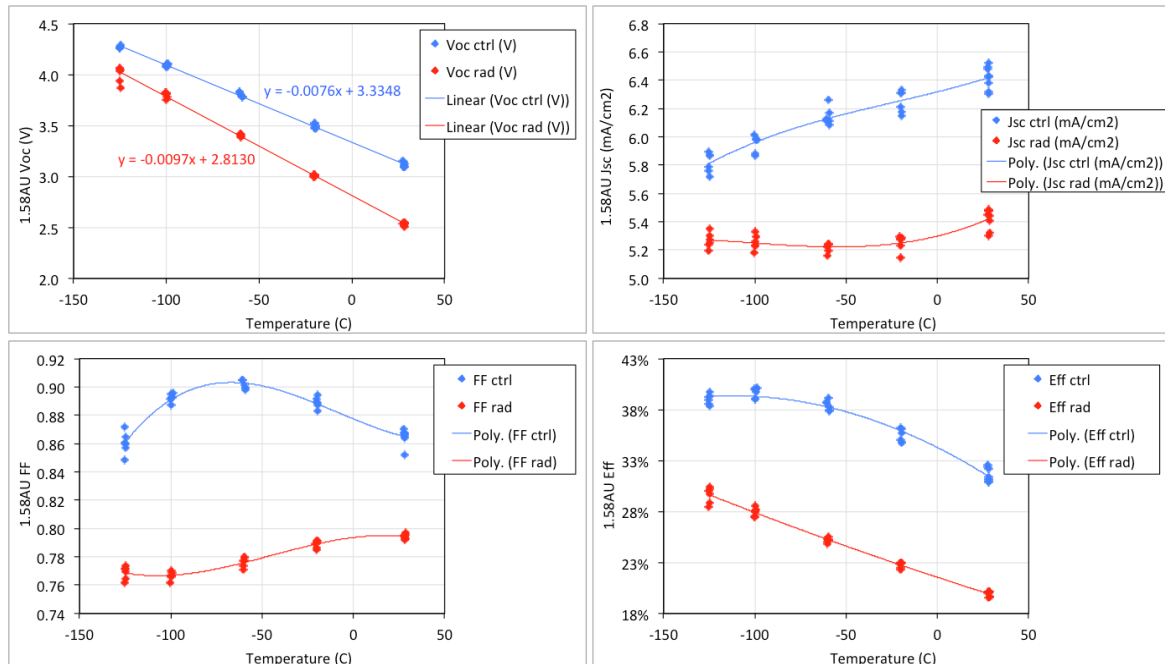 4.5
4.0
3.5
3.0
2.5
2.0
1.58AU Voc (V)
-150
-100
-50
0
50
Temperature (C)
y = -0.0076x + 3.3348
y = -0.0097x + 2.8130
Voc ctrl (V)
Voc rad (V)
Linear (Voc ctrl (V))
Linear (Voc rad (V))
6.8
6.6
6.4
6.2
6.0
5.8
5.6
5.4
5.2
5.0
1.58AU Jsc (mA/cm2)
-150
-100
-50
0
50
Temperature (C)
Jsc ctrl (mA/cm2)
Jsc rad (mA/cm2)
Poly. (Jsc ctrl (mA/cm2))
Poly. (Jsc rad (mA/cm2))
0.92
0.90
0.88
0.86
0.84
0.82
0.80
0.78
0.76
0.74
1.58AU FF
-150
-100
-50
0
50
Temperature (C)
FF ctrl
FF rad
Poly. (FF ctrl)
Poly. (FF rad)
43%
38%
33%
28%
23%
18%
1.58AU Eff
-150
-100
-50
0
50
Temperature (C)
Eff ctrl
Eff rad
Poly. (Eff ctrl)
Poly. (Eff rad)